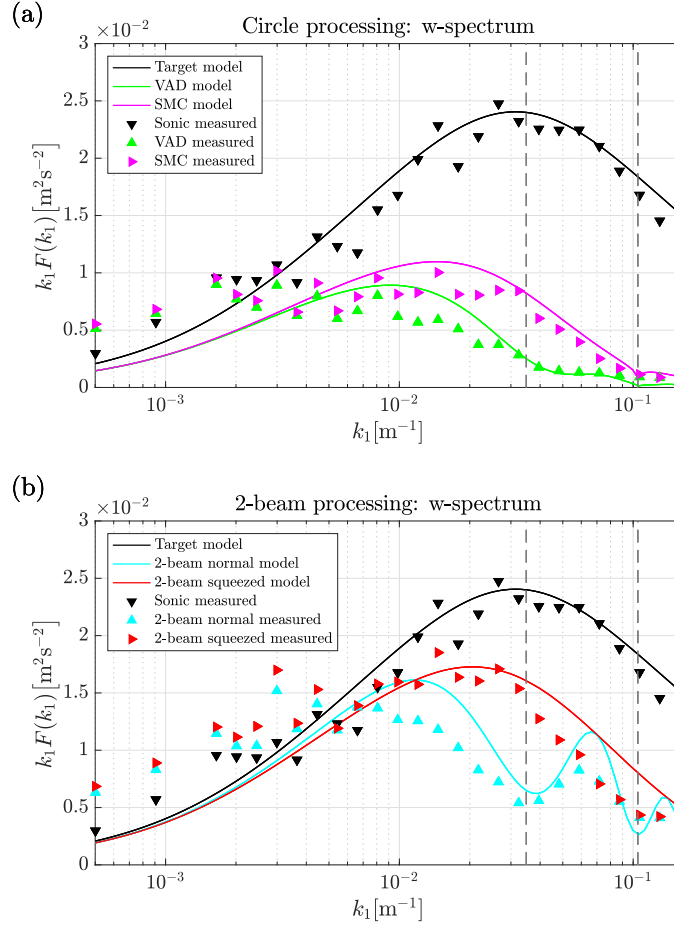 (a)
Circle processing: w-spectrum
×10⁻²
3
2.5
2
1.5
1
0.5
0
k₁F(k₁)[m²s⁻²]
Target model
VAD model
SMC model
Sonic measured
VAD measured
SMC measured
10⁻³
10⁻²
10⁻¹
k₁[m⁻¹]
(b)
2-beam processing: w-spectrum
×10⁻²
3
2.5
2
1.5
1
0.5
0
k₁F(k₁)[m²s⁻²]
Target model
2-beam normal model
2-beam squeezed model
Sonic measured
2-beam normal measured
2-beam squeezed measured
10⁻³
10⁻²
10⁻¹
k₁[m⁻¹]